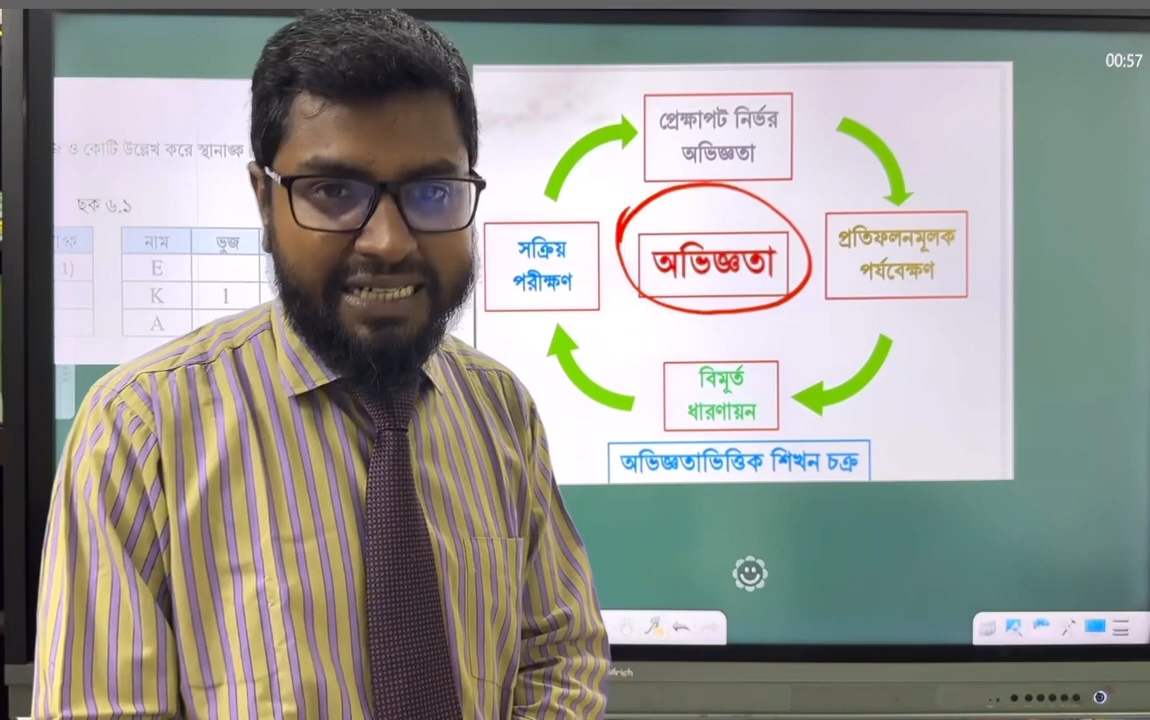 00:57
ও কোটি উল্লেখ করে স্থানাঙ্ক
ছক ৬.১
নাম ভুজ
1) E
K 1
A
প্রেক্ষাপট নির্ভর
অভিজ্ঞতা
প্রতিফলনমূলক
পর্যবেক্ষণ
সক্রিয়
পরীক্ষণ
অভিজ্ঞতা
বিমূর্ত
ধারণায়ন
অভিজ্ঞতাভিত্তিক শিখন চক্র